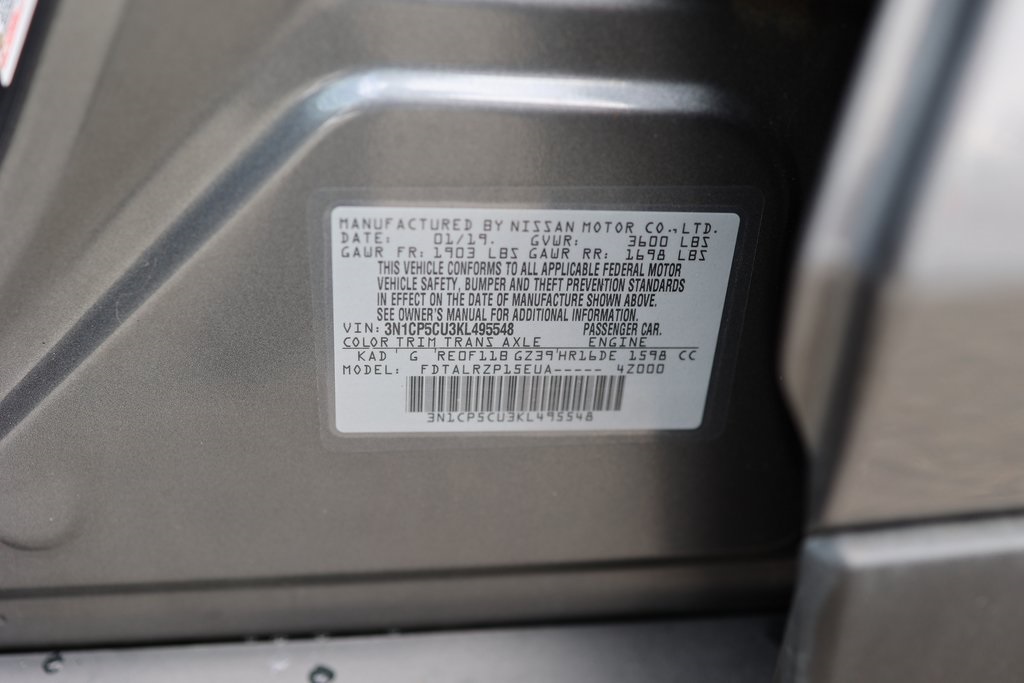 MANUFACTURED BY NISSAN MOTOR CO.,LTD.
DATE: 01/19. GVWR: 3600 LBS
GAWR FR: 1903 LBS GAWR RR: 1698 LBS
THIS VEHICLE CONFORMS TO ALL APPLICABLE FEDERAL MOTOR
VEHICLE SAFETY, BUMPER AND THEFT PREVENTION STANDARDS
IN EFFECT ON THE DATE OF MANUFACTURE SHOWN ABOVE.
SEE OWNER'S MANUAL FOR ADDITIONAL INFORMATION.
VIN: 3N1CP5CU3KL495548 PASSENGER CAR.
COLOR TRIM TRANS AXLE ENGINE
KAD ' G 'RE0F11B GZ39'HR16DE 1598 CC
MODEL: FDTALRZP15EUA----- 4Z000
3N1CP5CU3KL495548